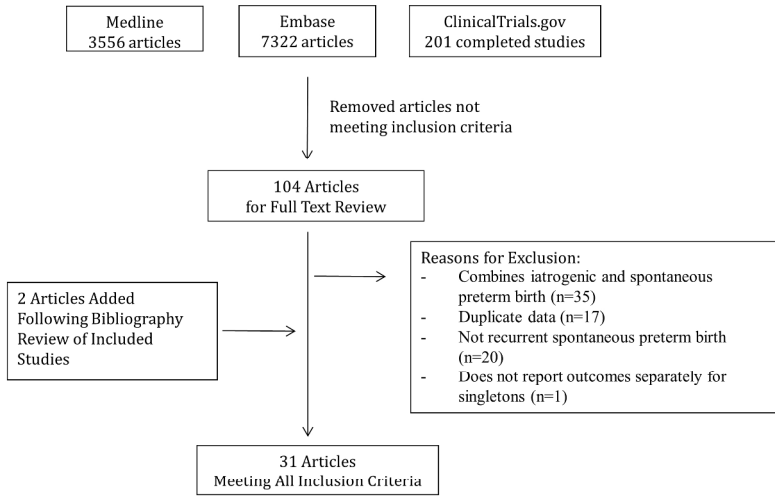 Medline
3556 articles
Embase
7322 articles
ClinicalTrials.gov
201 completed studies
Removed articles not
meeting inclusion criteria
104 Articles
for Full Text Review
Reasons for Exclusion:
- Combines iatrogenic and spontaneous
preterm birth (n=35)
- Duplicate data (n=17)
- Not recurrent spontaneous preterm birth
(n=20)
- Does not report outcomes separately for
singletons (n=1)
2 Articles Added
Following Bibliography
Review of Included
Studies
31 Articles
Meeting All Inclusion Criteria